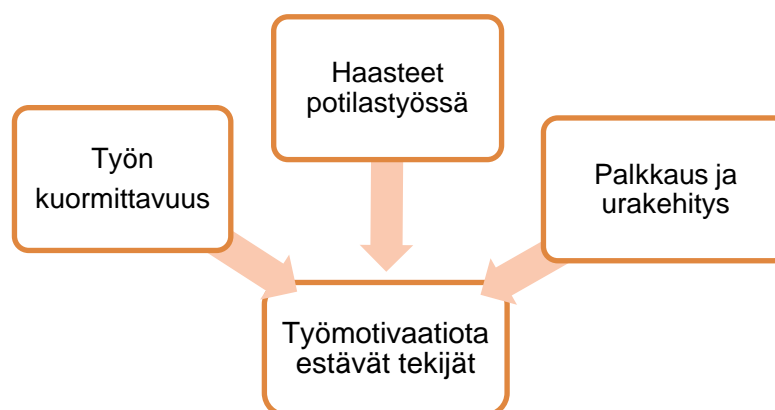 Haasteet
potilastyössä
Työn
kuormittavuus
Palkkaus ja
urakehitys
Työmotivaatiota
estävät tekijät